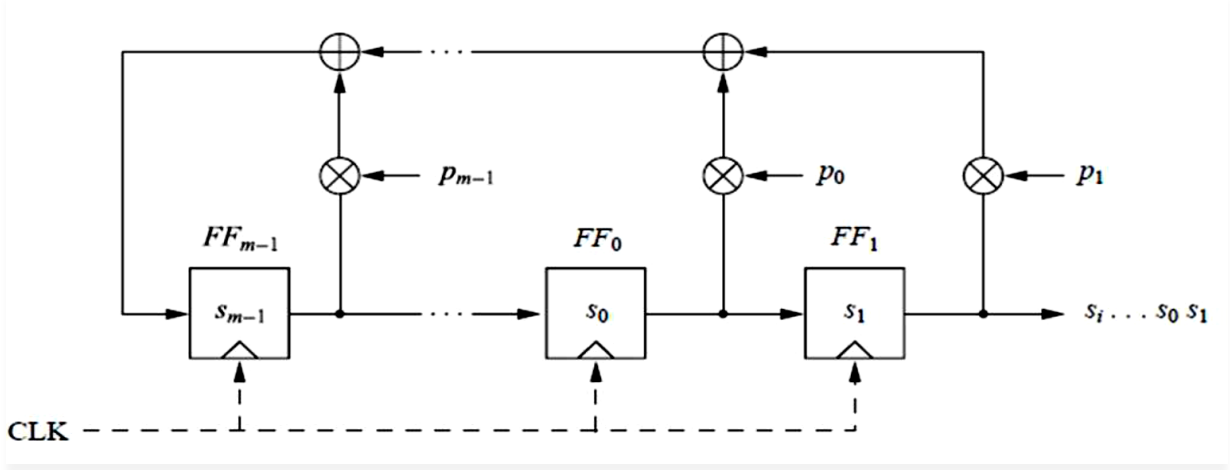 · · ·
p_{m−1} p_0 p_1
FF_{m−1} FF_0 FF_1
s_{m−1} · · · s_0 s_1 s_i . . . s_0 s_1
CLK